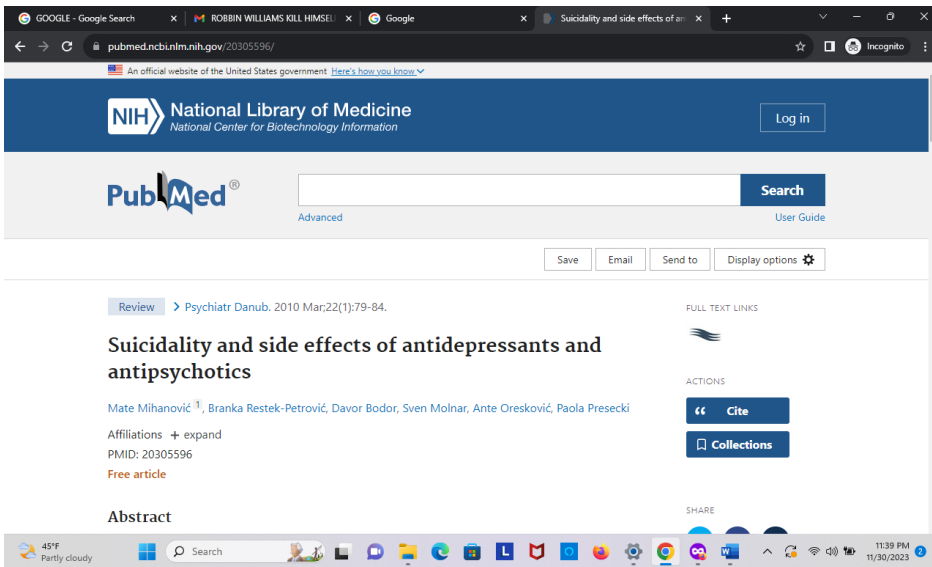 GOOGLE - Google Search
ROBBIN WILLIAMS KILL HIMSEL
Google
Suicidality and side effects of an
pubmed.ncbi.nlm.nih.gov/20305596/
Incognito
An official website of the United States government Here's how you know
NIH
National Library of Medicine
National Center for Biotechnology Information
Log in
PubMed®
Search
Advanced
User Guide
Save
Email
Send to
Display options
Review
Psychiatr Danub. 2010 Mar;22(1):79-84.
FULL TEXT LINKS
Suicidality and side effects of antidepressants and
antipsychotics
ACTIONS
Mate Mihanović 1, Branka Restek-Petrović, Davor Bodor, Sven Molnar, Ante Oresković, Paola Presecki
Cite
Affiliations + expand
PMID: 20305596
Collections
Free article
Abstract
SHARE
45°F
Partly cloudy
Search
L
11:39 PM
11/30/2023
2